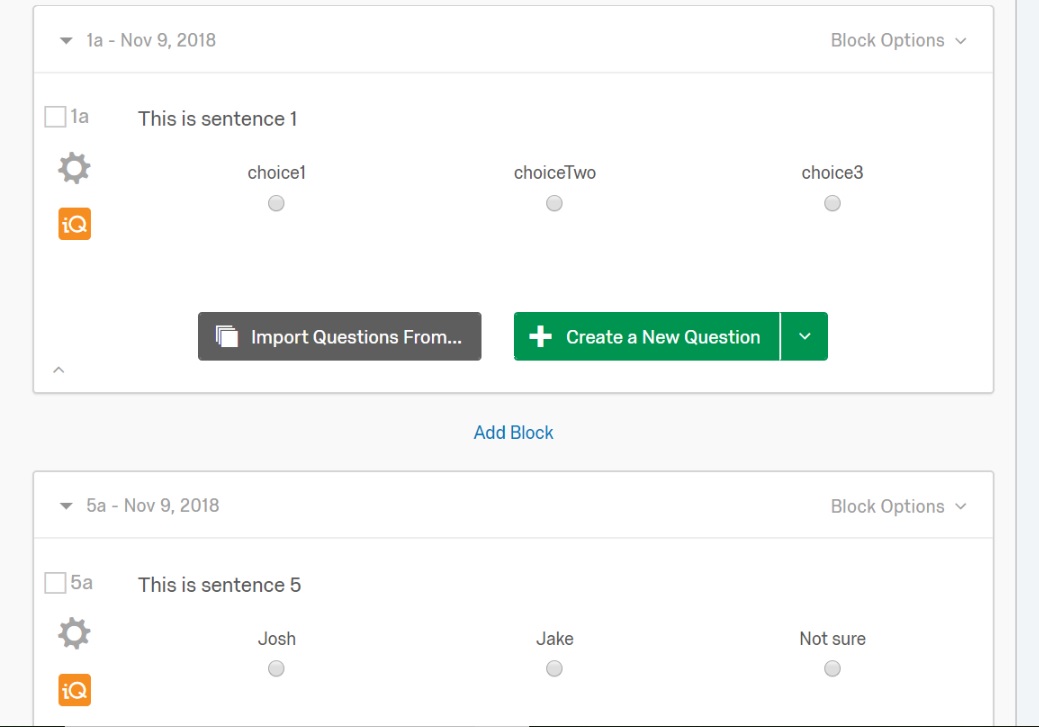 1a - Nov 9, 2018 Block Options
1a This is sentence 1
choice1 choiceTwo choice3
iQ
Import Questions From... Create a New Question
Add Block
5a - Nov 9, 2018 Block Options
5a This is sentence 5
Josh Jake Not sure
iQ